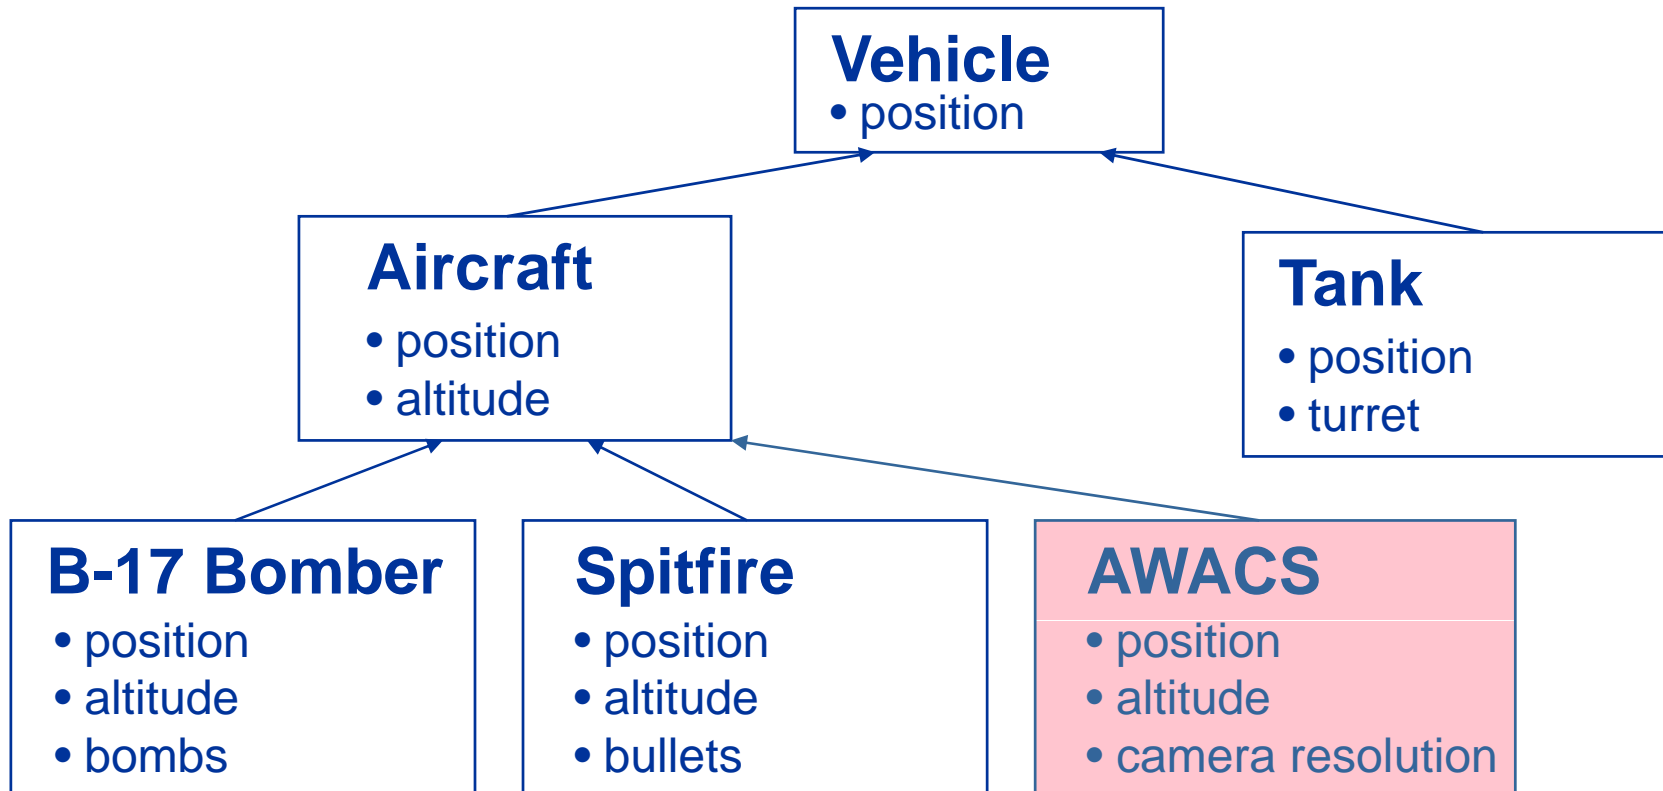 Vehicle
• position
Aircraft
• position
• altitude
Tank
• position
• turret
B-17 Bomber
• position
• altitude
• bombs
Spitfire
• position
• altitude
• bullets
AWACS
• position
• altitude
• camera resolution